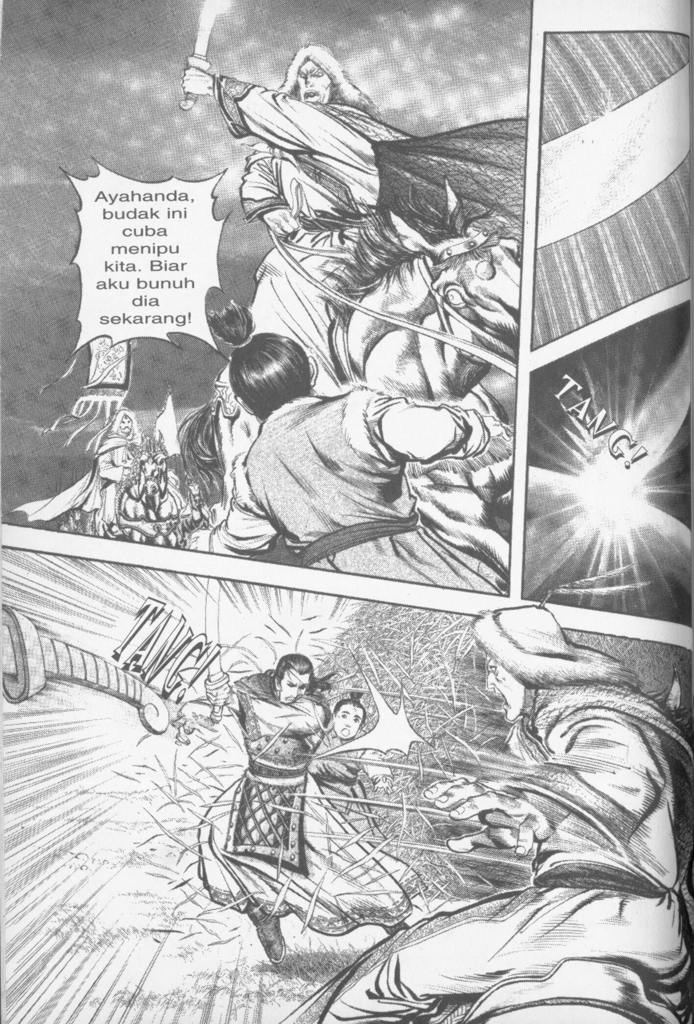 Ayahanda,
budak ini
cuba
menipu
kita. Biar
aku bunuh
dia
sekarang!
TANG!
TANG!